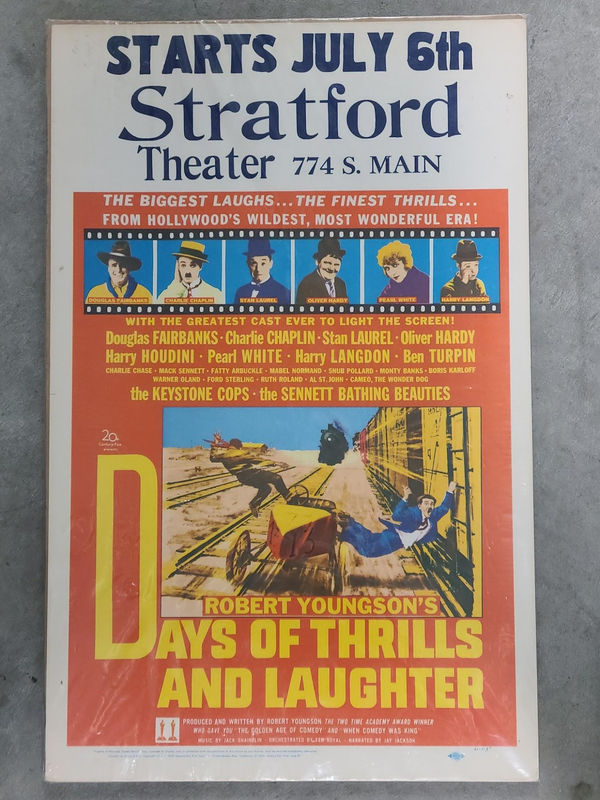 STARTS JULY 6th
Stratford
Theater 774 S. MAIN
THE BIGGEST LAUGHS...THE FINEST THRILLS...
FROM HOLLYWOOD'S WILDEST, MOST WONDERFUL ERA!
DOUGLAS FAIRBANKS CHARLIE CHAPLIN STAN LAUREL OLIVER HARDY PEARL WHITE HARRY LANGDON
WITH THE GREATEST CAST EVER TO LIGHT THE SCREEN!
Douglas FAIRBANKS · Charlie CHAPLIN · Stan LAUREL · Oliver HARDY
Harry HOUDINI · Pearl WHITE · Harry LANGDON · Ben TURPIN
CHARLIE CHASE · MACK SENNETT · FATTY ARBUCKLE · MABEL NORMAND · SNUB POLLARD · MONTY BANKS · BORIS KARLOFF
WARNER OLAND · FORD STERLING · RUTH ROLAND · AL ST. JOHN · CAMEO, THE WONDER DOG
the KEYSTONE COPS · the SENNETT BATHING BEAUTIES
20th
Century-Fox
presents
ROBERT YOUNGSON'S
DAYS OF THRILLS
AND LAUGHTER
PRODUCED AND WRITTEN BY ROBERT YOUNGSON THE TWO TIME ACADEMY AWARD WINNER
WHO GAVE YOU "THE GOLDEN AGE OF COMEDY" AND "WHEN COMEDY WAS KING"
MUSIC BY JACK SHAINDLIN · ORCHESTRATED BY SAM ROYAL · NARRATED BY JAY JACKSON